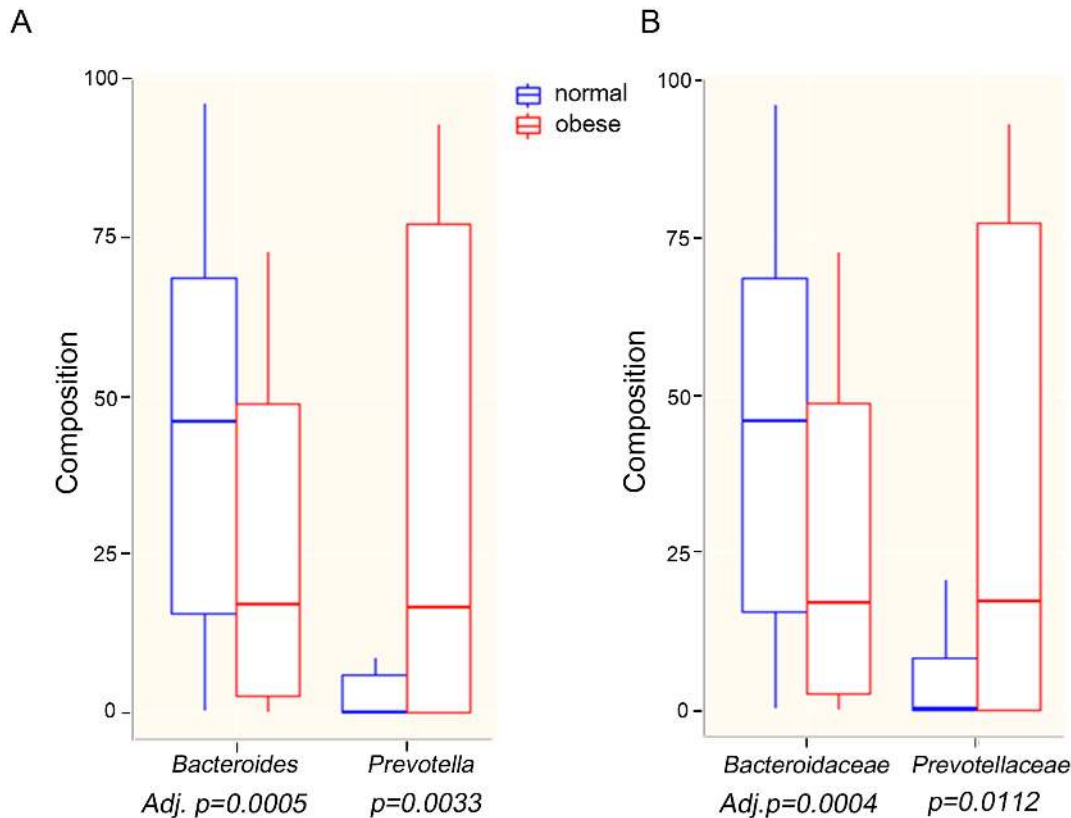 A
100
75
50
25
0
Composition
normal
obese
Bacteroides
Prevotella
Adj. p=0.0005
p=0.0033
B
100
75
50
25
0
Composition
Bacteroidaceae
Prevotellaceae
Adj.p=0.0004
p=0.0112